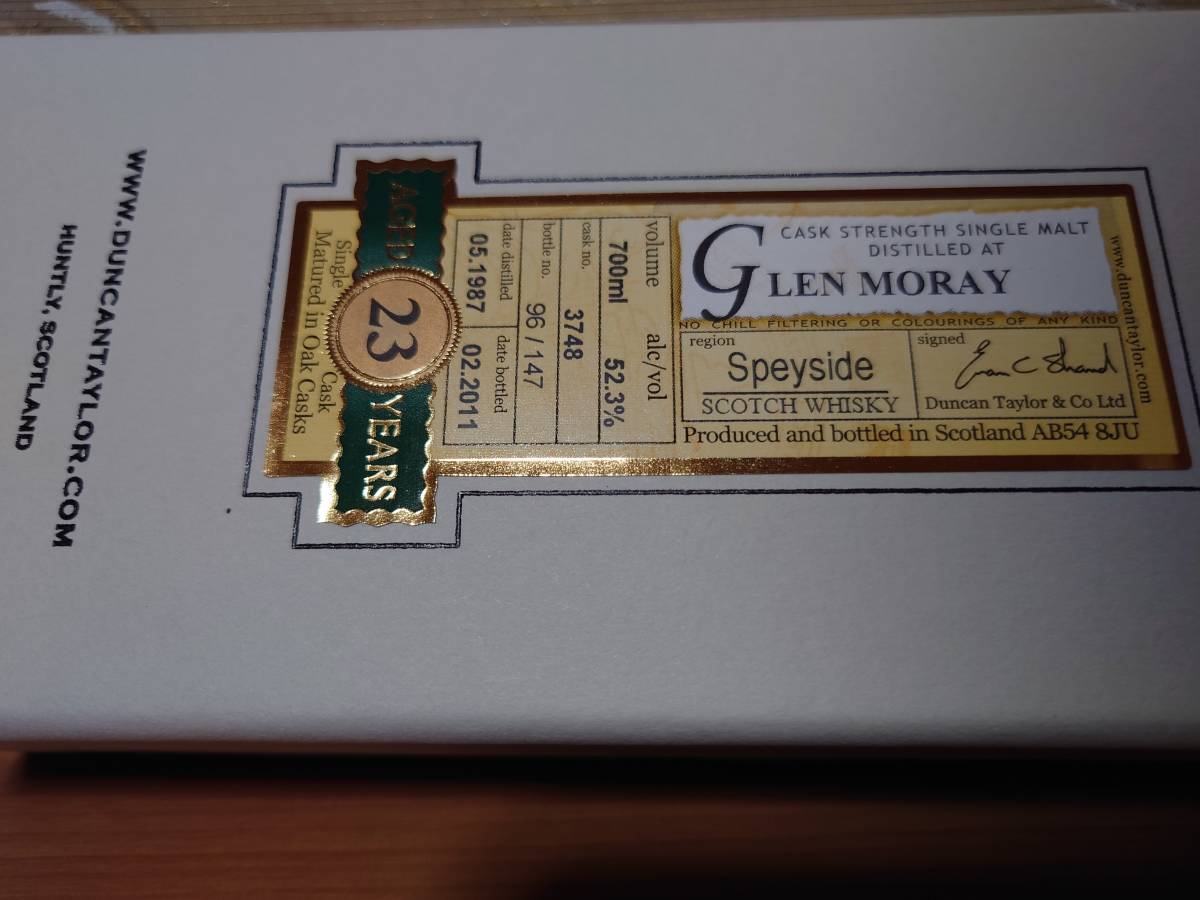 CASK STRENGTH SINGLE MALT
DISTILLED AT
GLEN MORAY
NO CHILL FILTERING OR COLOURINGS OF ANY KIND
region
Speyside
SCOTCH WHISKY
signed
Duncan Taylor & Co Ltd
Produced and bottled in Scotland AB54 8JU
www.duncantaylor.com
volume alc/vol
700ml 52.3%
cask no.
3748
bottle no.
96 / 147
date distilled date bottled
05.1987 02.2011
AGED 23 YEARS
Single Cask
Matured in Oak Casks
WWW.DUNCANTAYLOR.COM
HUNTLY, SCOTLAND